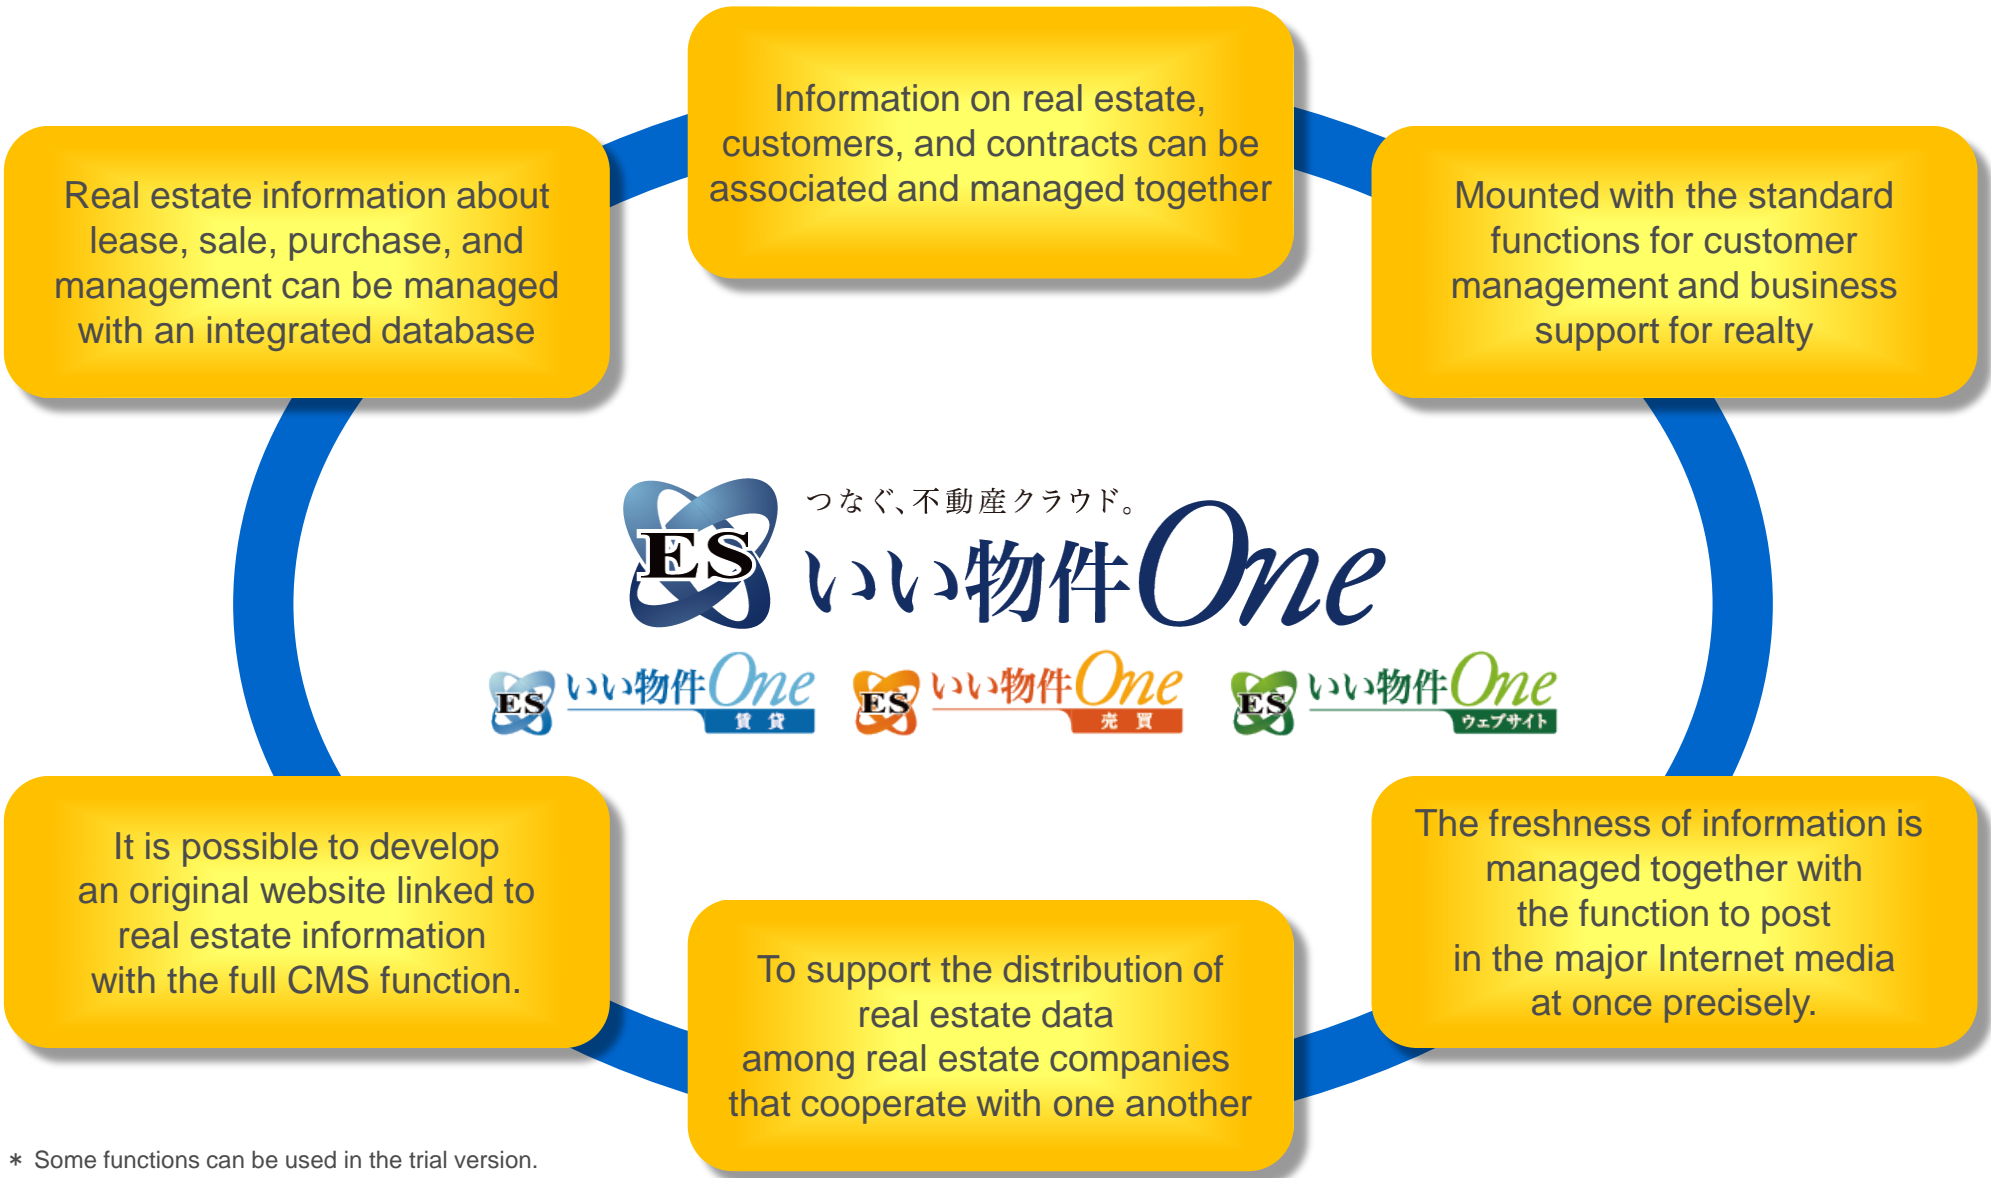 Information on real estate,
customers, and contracts can be
associated and managed together
Real estate information about
lease, sale, purchase, and
management can be managed
with an integrated database
Mounted with the standard
functions for customer
management and business
support for realty
つなぐ、不動産クラウド。
ES いい物件One
ES いい物件One
賃貸
ES いい物件One
売買
ES いい物件One
ウェブサイト
It is possible to develop
an original website linked to
real estate information
with the full CMS function.
The freshness of information is
managed together with
the function to post
in the major Internet media
at once precisely.
To support the distribution of
real estate data
among real estate companies
that cooperate with one another
* Some functions can be used in the trial version.